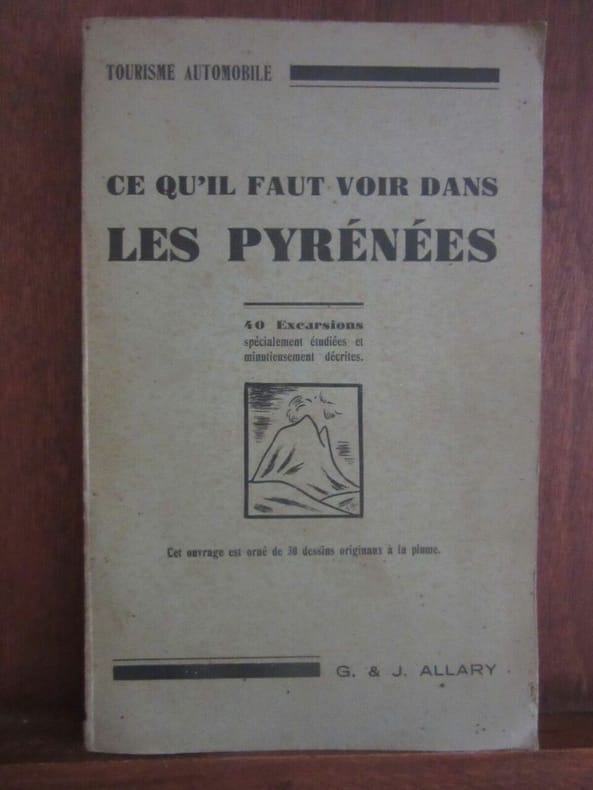 TOURISME AUTOMOBILE
CE QU'IL FAUT VOIR DANS
LES PYRÉNÉES
40 Excursions
spécialement étudiées et
minutieusement décrites.
Cet ouvrage est orné de 30 dessins originaux à la plume.
G. & J. ALLARY